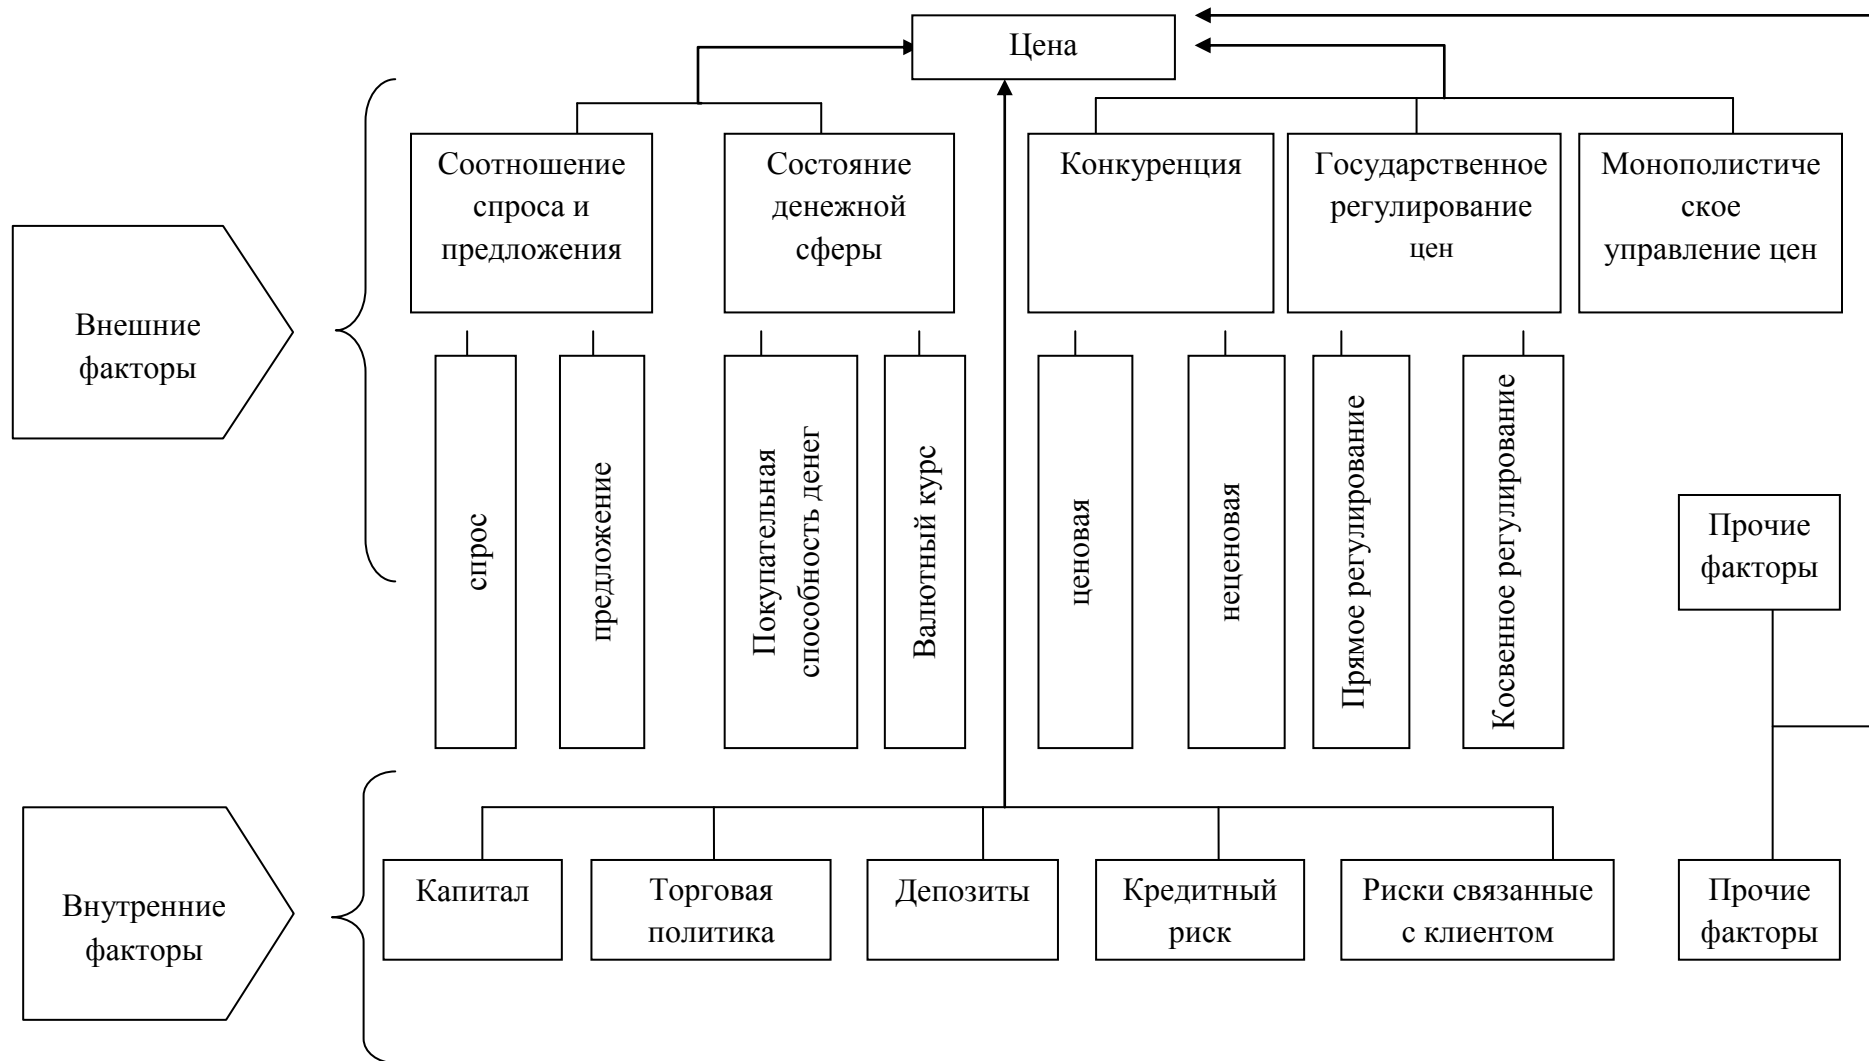 Цена
Соотношение
спроса и
предложения
Состояние
денежной
сферы
Конкуренция
Государственное
регулирование
цен
Монополистиче
ское
управление цен
Внешние
факторы
спрос
предложение
Покупательная
способность денег
Валютный курс
ценовая
неценовая
Прямое регулирование
Косвенное регулирование
Прочие
факторы
Внутренние
факторы
Капитал
Торговая
политика
Депозиты
Кредитный
риск
Риски связанные
с клиентом
Прочие
факторы